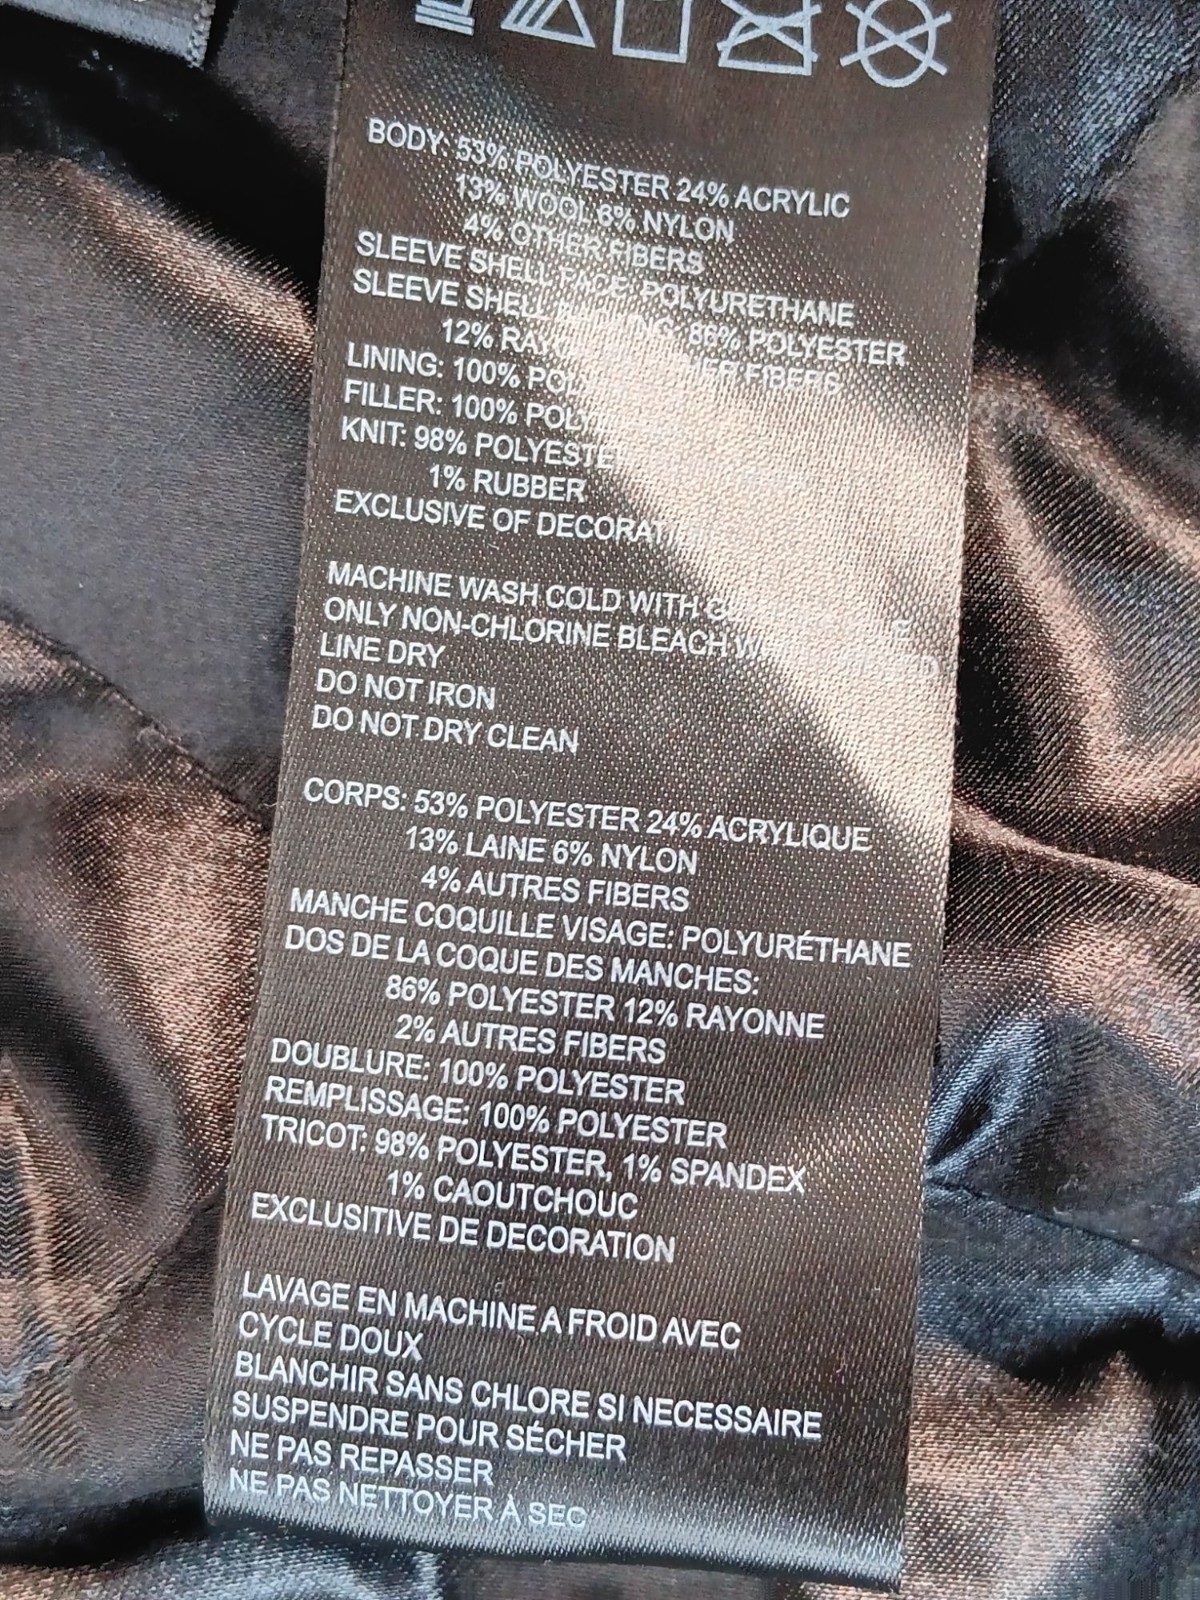 BODY: 53% POLYESTER 24% ACRYLIC
13% WOOL 6% NYLON
4% OTHER FIBERS
SLEEVE SHELL FACE: POLYURETHANE
SLEEVE SHELL 86% POLYESTER
12% FIBERS
LINING: 100%
FILLER: 100%
KNIT: 98%
1% RUBBER
EXCLUSIVE OF
MACHINE WASH COLD WITH
ONLY NON-CHLORINE BLEACH
LINE DRY
DO NOT IRON
DO NOT DRY CLEAN
CORPS: 53% POLYESTER 24% ACRYLIQUE
13% LAINE 6% NYLON
4% AUTRES FIBERS
MANCHE COQUILLE VISAGE: POLYURÉTHANE
DOS DE LA COQUE DES MANCHES:
86% POLYESTER 12% RAYONNE
2% AUTRES FIBERS
DOUBLURE: 100% POLYESTER
REMPLISSAGE: 100% POLYESTER
TRICOT: 98% POLYESTER, 1% SPANDEX
1% CAOUTCHOUC
EXCLUSITIVE DE DECORATION
LAVAGE EN MACHINE A FROID AVEC
CYCLE DOUX
BLANCHIR SANS CHLORE SI NECESSAIRE
SUSPENDRE POUR SÉCHER
NE PAS REPASSER
NE PAS NETTOYER À SEC